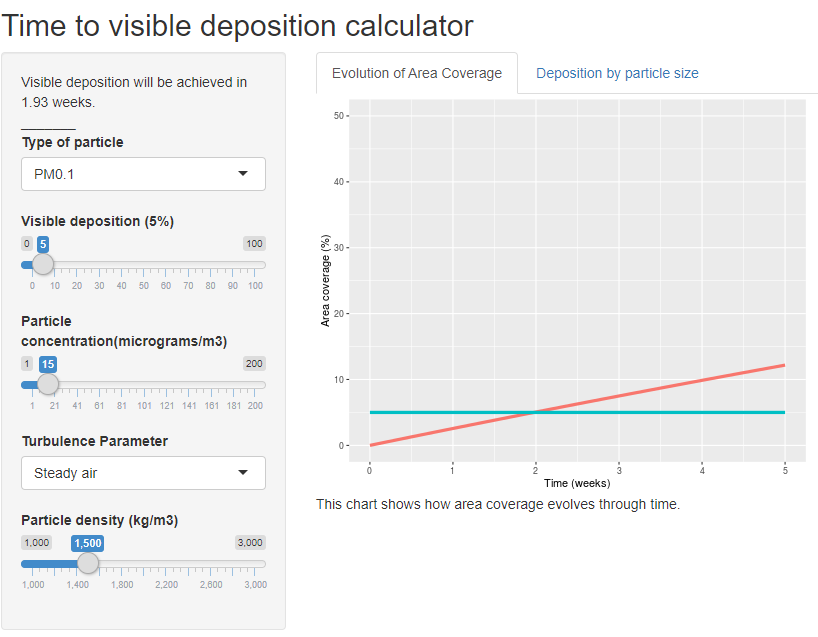 Time to visible deposition calculator
Visible deposition will be achieved in
1.93 weeks.
Type of particle
PM0.1
Visible deposition (5%)
0 5 100
0 10 20 30 40 50 60 70 80 90 100
Particle
concentration(micrograms/m3)
1 15 200
1 21 41 61 81 101 121 141 161 181 200
Turbulence Parameter
Steady air
Particle density (kg/m3)
1,000 1,500 3,000
1,000 1,400 1,800 2,200 2,600 3,000
Evolution of Area Coverage Deposition by particle size
50
40
30
20
10
0
Area coverage (%)
0 1 2 3 4 5
Time (weeks)
This chart shows how area coverage evolves through time.